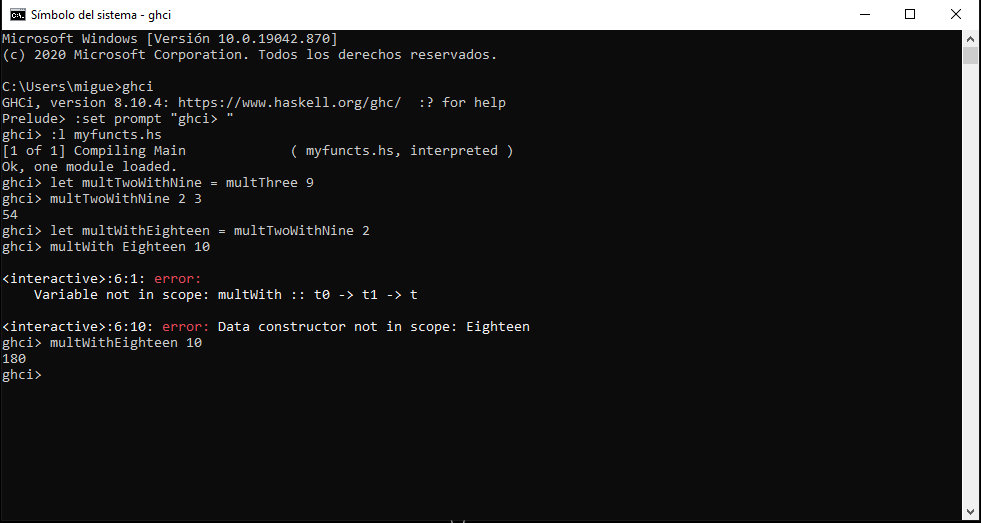 Símbolo del sistema - ghci
Microsoft Windows [Versión 10.0.19042.870]
(c) 2020 Microsoft Corporation. Todos los derechos reservados.
C:\Users\migue>ghci
GHCi, version 8.10.4: https://www.haskell.org/ghc/  :? for help
Prelude> :set prompt "ghci> "
ghci> :l myfuncts.hs
[1 of 1] Compiling Main             ( myfuncts.hs, interpreted )
Ok, one module loaded.
ghci> let multTwoWithNine = multThree 9
ghci> multTwoWithNine 2 3
54
ghci> let multWithEighteen = multTwoWithNine 2
ghci> multWith Eighteen 10
<interactive>:6:1: error:
    Variable not in scope: multWith :: t0 -> t1 -> t
<interactive>:6:10: error: Data constructor not in scope: Eighteen
ghci> multWithEighteen 10
180
ghci>